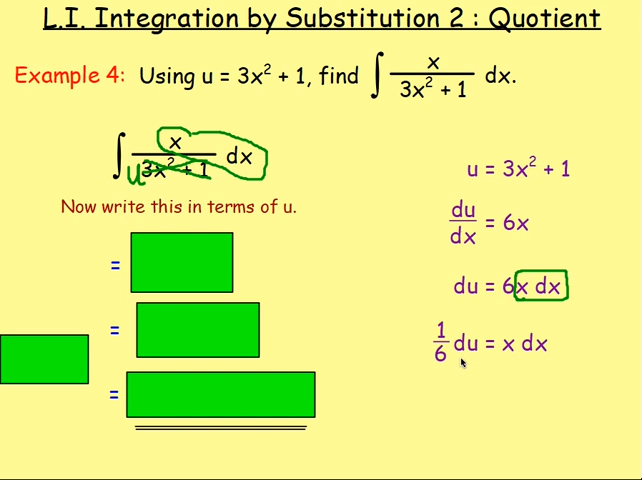 L.I. Integration by Substitution 2 : Quotient
Example 4: Using u = 3x² + 1, find ∫ x / (3x² + 1) dx.
∫ x / (3x² + 1) dx
u
Now write this in terms of u.
=
=
=
u = 3x² + 1
du/dx = 6x
du = 6x dx
1/6 du = x dx